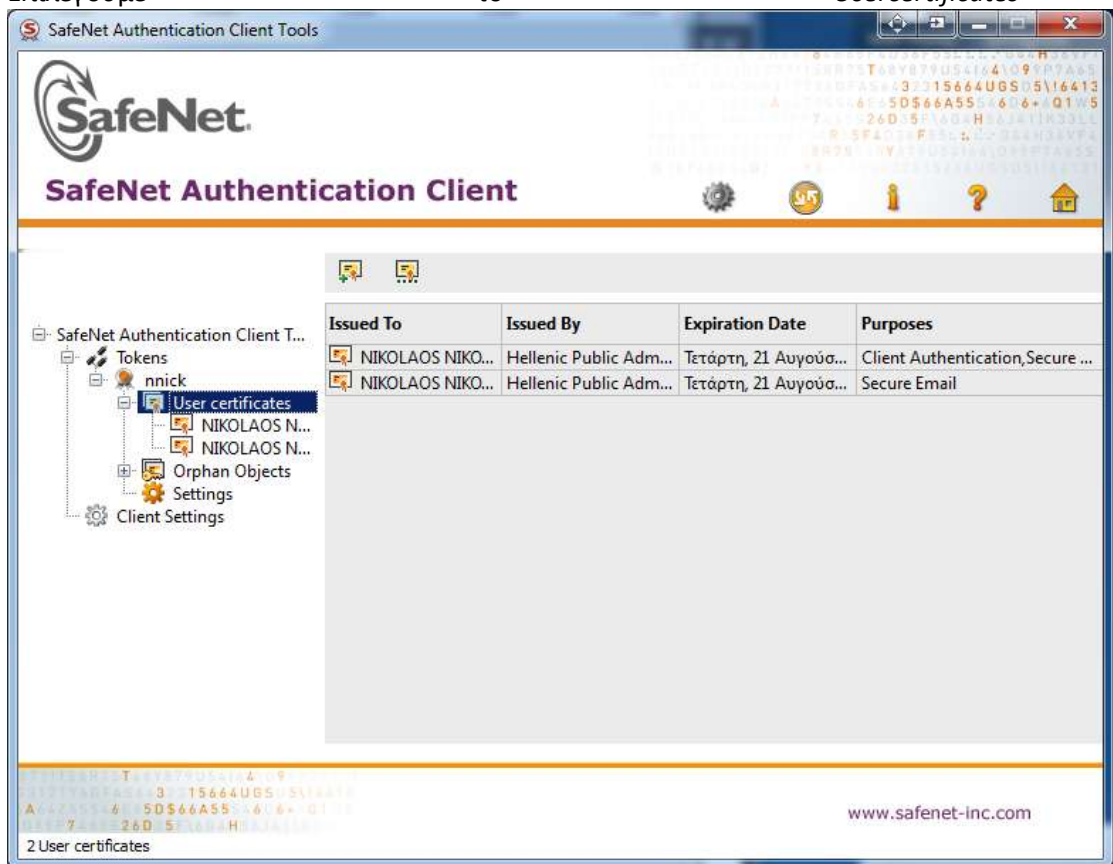 το
SafeNet Authentication Client Tools
SafeNet.
SafeNet Authentication Client
Issued To Issued By Expiration Date Purposes
NIKOLAOS NIKO... Hellenic Public Adm... Τετάρτη, 21 Αυγούσ... Client Authentication,Secure ...
NIKOLAOS NIKO... Hellenic Public Adm... Τετάρτη, 21 Αυγούσ... Secure Email
SafeNet Authentication Client T...
Tokens
nnick
User certificates
NIKOLAOS N...
NIKOLAOS N...
Orphan Objects
Settings
Client Settings
www.safenet-inc.com
2 User certificates